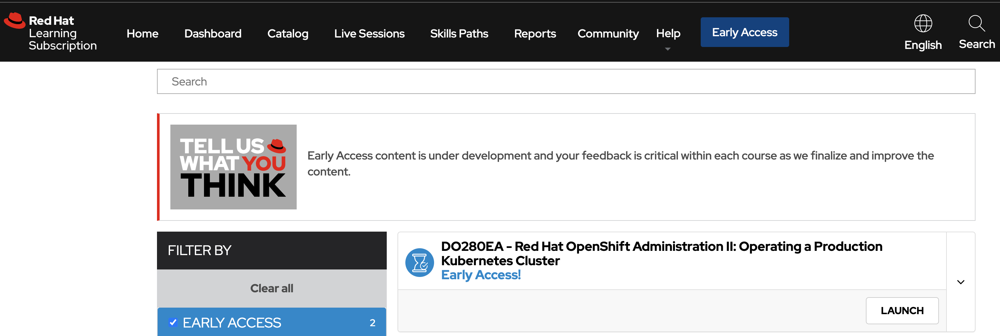 Red Hat
Learning
Subscription
Home
Dashboard
Catalog
Live Sessions
Skills Paths
Reports
Community
Help
Early Access
English
Search
Search
TELL US
WHAT YOU
THINK
Early Access content is under development and your feedback is critical within each course as we finalize and improve the
content.
FILTER BY
Clear all
EARLY ACCESS 2
DO280EA - Red Hat OpenShift Administration II: Operating a Production
Kubernetes Cluster
Early Access!
LAUNCH